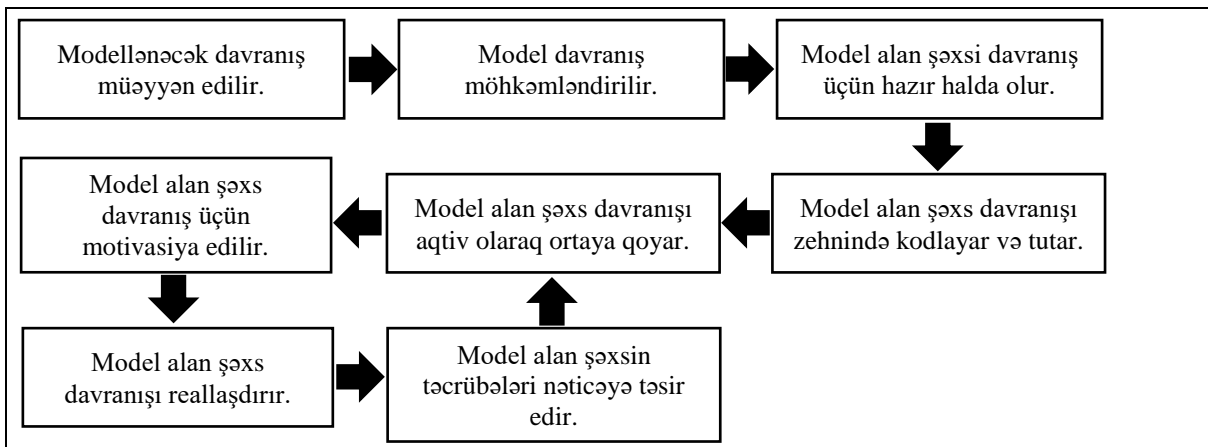 Modellənəcək davranış
müəyyən edilir.
Model davranış
möhkəmləndirilir.
Model alan şəxsi davranış
üçün hazır halda olur.
Model alan şəxs davranışı
zehnində kodlayar və tutar.
Model alan şəxs davranışı
aqtiv olaraq ortaya qoyar.
Model alan şəxs
davranış üçün
motivasiya edilir.
Model alan şəxs
davranışı reallaşdırır.
Model alan şəxsin
təcrübələri nəticəyə təsir
edir.